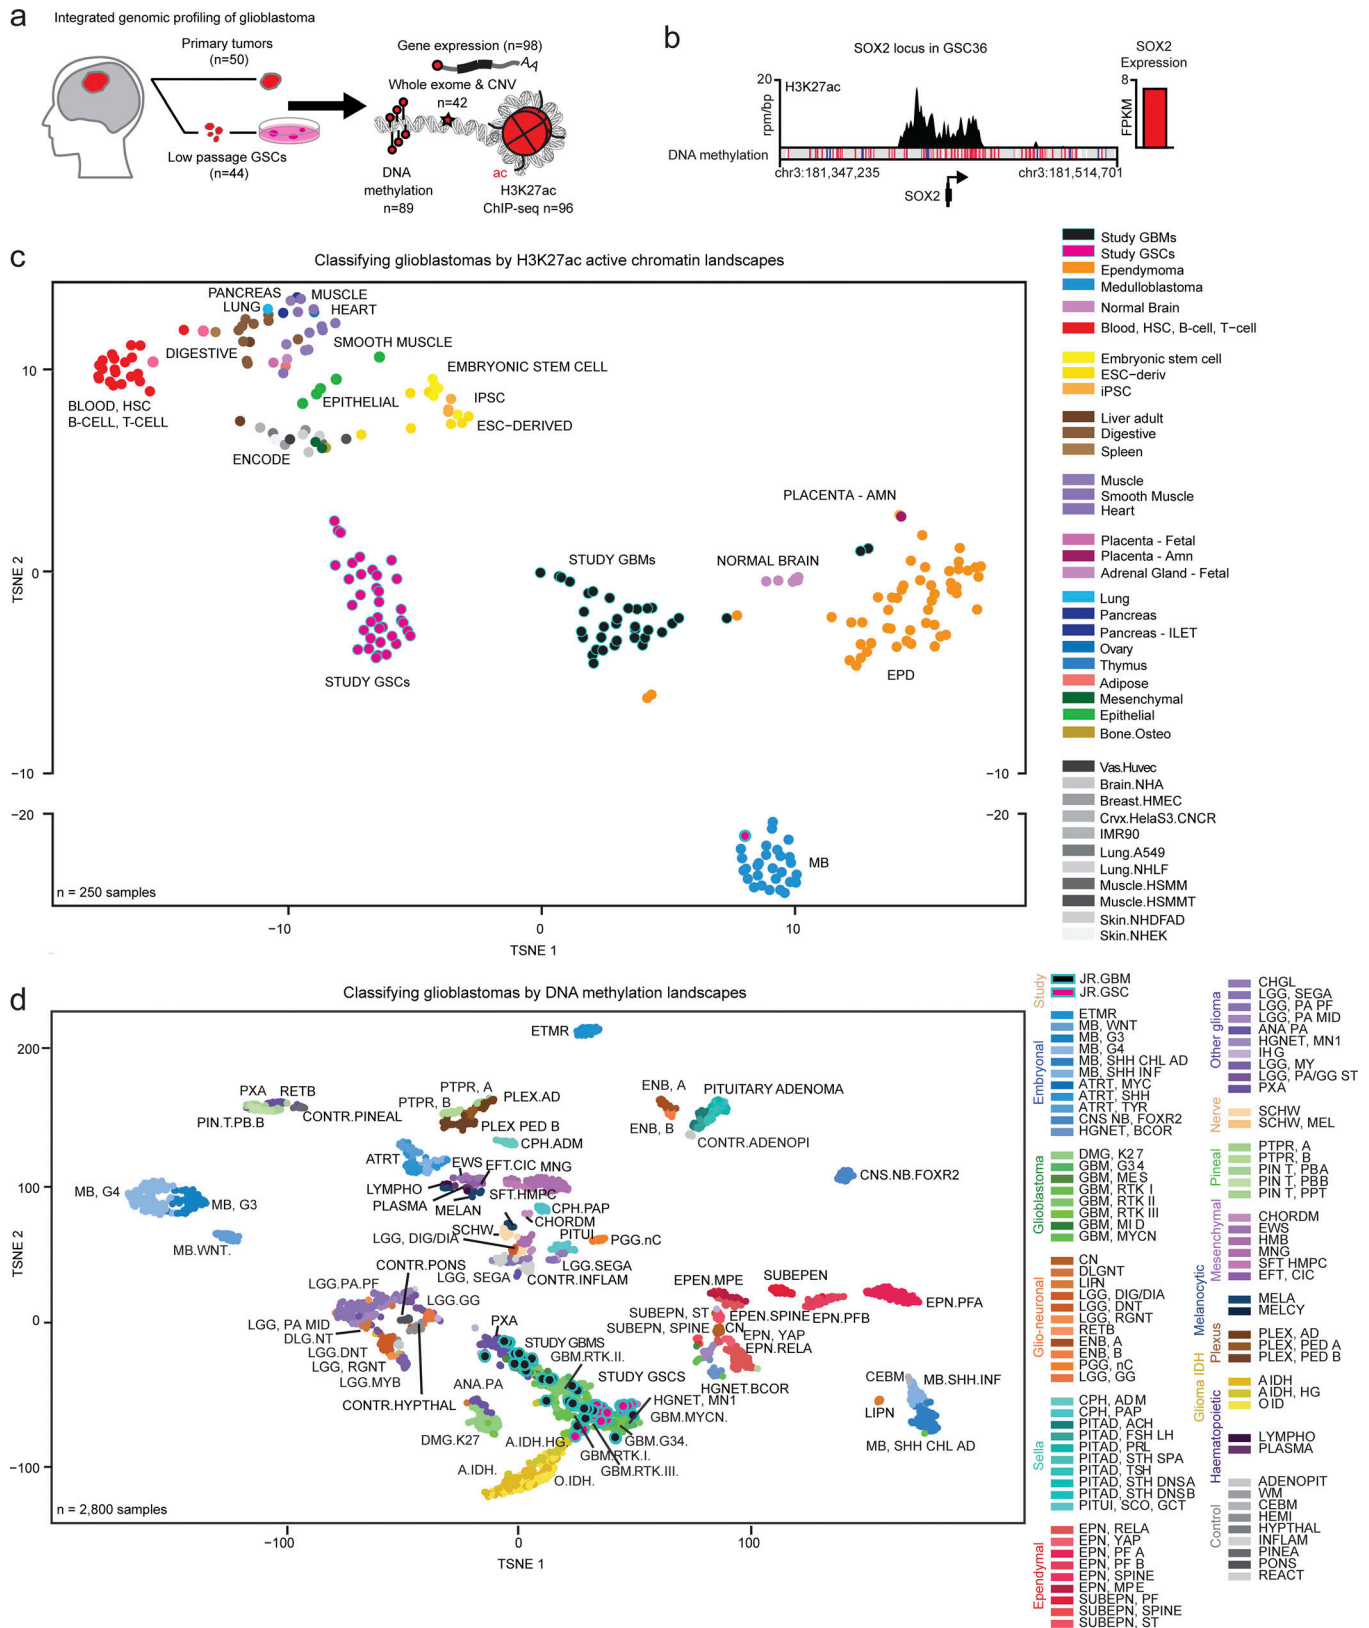 a
Integrated genomic profiling of glioblastoma
Primary tumors
(n=50)
Low passage GSCs
(n=44)
Gene expression (n=98)
AA
Whole exome & CNV
n=42
DNA
methylation
n=89
ac
H3K27ac
ChIP-seq n=96
b
SOX2 locus in GSC36
SOX2
Expression
20
rpm/bp
H3K27ac
8
FPKM
DNA methylation
chr3:181,347,235
chr3:181,514,701
SOX2
c
Classifying glioblastomas by H3K27ac active chromatin landscapes
PANCREAS
MUSCLE
LUNG
HEART
DIGESTIVE
SMOOTH MUSCLE
EMBRYONIC STEM CELL
IPSC
ESC-DERIVED
EPITHELIAL
BLOOD, HSC
B-CELL, T-CELL
ENCODE
PLACENTA - AMN
STUDY GBMs
NORMAL BRAIN
STUDY GSCs
EPD
MB
n = 250 samples
10
0
−10
−20
−10
−20
TSNE 2
−10
0
10
TSNE 1
Study GBMs
Study GSCs
Ependymoma
Medulloblastoma
Normal Brain
Blood, HSC, B-cell, T-cell
Embryonic stem cell
ESC-deriv
iPSC
Liver adult
Digestive
Spleen
Muscle
Smooth Muscle
Heart
Placenta - Fetal
Placenta - Amn
Adrenal Gland - Fetal
Lung
Pancreas
Pancreas - ILET
Ovary
Thymus
Adipose
Mesenchymal
Epithelial
Bone.Osteo
Vas.Huvec
Brain.NHA
Breast.HMEC
Crvx.HelaS3.CNCR
IMR90
Lung.A549
Lung.NHLF
Muscle.HSMM
Muscle.HSMMT
Skin.NHDFAD
Skin.NHEK
d
Classifying glioblastomas by DNA methylation landscapes
ETMR
PXA
RETB
PIN.T.PB.B
CONTR.PINEAL
PTPR, A
PTPR, B
PLEX.AD
PLEX PED B
CPH.ADM
ENB, A
ENB, B
PITUITARY ADENOMA
CONTR.ADENOPI
ATRT
EWS
EFT.CIC
MNG
LYMPHO
PLASMA
MELAN
SFT.HMPC
CNS.NB.FOXR2
MB, G4
MB, G3
MB.WNT.
CPH.PAP
CHORDM
SCHW
PITUI
PGG.nC
LGG, DIG/DIA
LGG.SEGA
CONTR.PONS
LGG, SEGA
CONTR.INFLAM
LGG.PA.PF
LGG.GG
LGG, PA MID
DLG.NT
LGG.DNT
LGG, RGNT
LGG.MYB
CONTR.HYPTHAL
EPEN.MPE
SUBEPEN
EPN.PFA
SUBEPN, ST
EPEN.SPINE
EPN.PFB
SUBEPN, SPINE
CN
EPN, YAP
EPN.RELA
HGNET.BCOR
PXA
STUDY GBMS
GBM.RTK.II.
STUDY GSCS
HGNET, MN1
GBM.MYCN.
GBM.G34.
GBM.RTK.I.
GBM.RTK.III.
ANA.PA
DMG.K27
A.IDH.HG.
A.IDH.
O.IDH.
CEBM
MB.SHH.INF
LIPN
MB, SHH CHL AD
n = 2,800 samples
200
100
0
−100
TSNE 2
−100
0
100
TSNE 1
Study
JR.GBM
JR.GSC
Embryonal
ETMR
MB, WNT
MB, G3
MB, G4
MB, SHH CHL AD
MB, SHH INF
ATRT, MYC
ATRT, SHH
ATRT, TYR
CNS NB, FOXR2
HGNET, BCOR
Glioblastoma
DMG, K27
GBM, G34
GBM, MES
GBM, RTK I
GBM, RTK II
GBM, RTK III
GBM, MID
GBM, MYCN
Glio-neuronal
CN
DLGNT
LIPN
LGG, DIG/DIA
LGG, DNT
LGG, RGNT
RETB
ENB, A
ENB, B
PGG, nC
LGG, GG
Sella
CPH, ADM
CPH, PAP
PITAD, ACH
PITAD, FSH LH
PITAD, PRL
PITAD, STH SPA
PITAD, TSH
PITAD, STH DNSA
PITAD, STH DNSB
PITUI, SCO, GCT
Ependymal
EPN, RELA
EPN, YAP
EPN, PF A
EPN, PF B
EPN, SPINE
EPN, MPE
SUBEPN, PF
SUBEPN, SPINE
SUBEPN, ST
Other glioma
CHGL
LGG, SEGA
LGG, PA PF
LGG, PA MID
ANA PA
HGNET, MN1
IHG
LGG, MY
LGG, PA/GG ST
PXA
Nerve
SCHW
SCHW, MEL
Pineal
PTPR, A
PTPR, B
PIN T, PBA
PIN T, PBB
PIN T, PPT
Mesenchymal
CHORDM
EWS
HMB
MNG
SFT HMPC
EFT, CIC
Melanocytic
MELA
MELCY
Plexus
PLEX, AD
PLEX, PED A
PLEX, PED B
Glioma IDH
A IDH
A IDH, HG
O ID
Haematopoietic
LYMPHO
PLASMA
Control
ADENOPIT
WM
CEBM
HEMI
HYPTHAL
INFLAM
PINEA
PONS
REACT